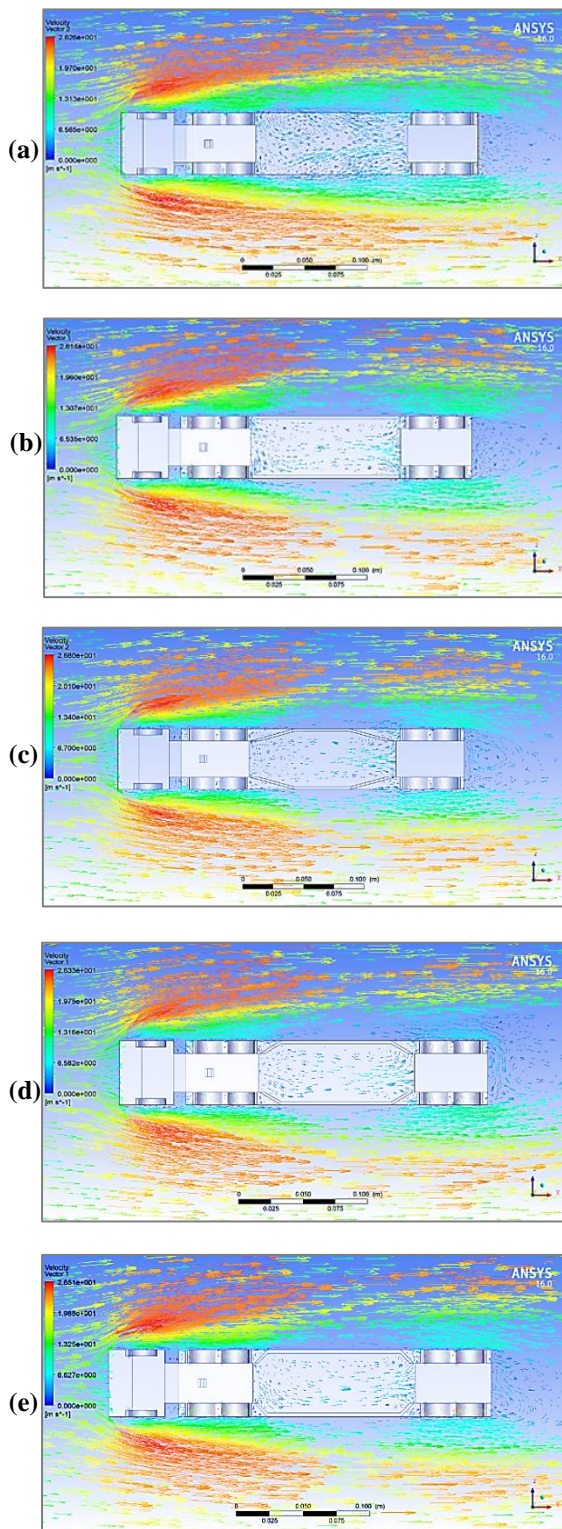 Velocity
Vector 2
2.826e+001
1.970e+001
1.313e+001
6.565e+000
0.000e+000
[m s^-1]
ANSYS
16.0
(a)
0 0.050 0.100 (m)
0.025 0.075
Z
X
Velocity
Vector 1
2.614e+001
1.960e+001
1.307e+001
6.535e+000
0.000e+000
[m s^-1]
ANSYS
16.0
(b)
0 0.050 0.100 (m)
0.025 0.075
Z
X
Velocity
Vector 2
2.680e+001
2.010e+001
1.340e+001
6.700e+000
0.000e+000
[m s^-1]
ANSYS
16.0
(c)
0 0.050 0.100 (m)
0.025 0.075
Z
X
Velocity
Vector 1
2.633e+001
1.975e+001
1.316e+001
6.582e+000
0.000e+000
[m s^-1]
ANSYS
16.0
(d)
0 0.050 0.100 (m)
0.025 0.075
Z
X
Velocity
Vector 1
2.651e+001
1.988e+001
1.325e+001
6.627e+000
0.000e+000
[m s^-1]
ANSYS
16.0
(e)
0 0.050 0.100 (m)
0.025 0.075
Z
X